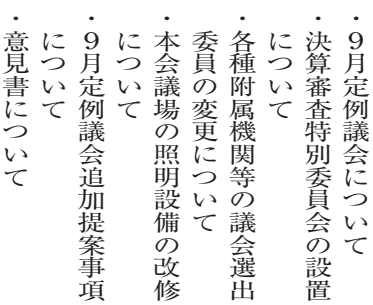 ・９月定例議会について
・決算審査特別委員会の設置
について
・各種附属機関等の議会選出
委員の変更について
・本会議場の照明設備の改修
について
・９月定例議会追加提案事項
について
・意見書について